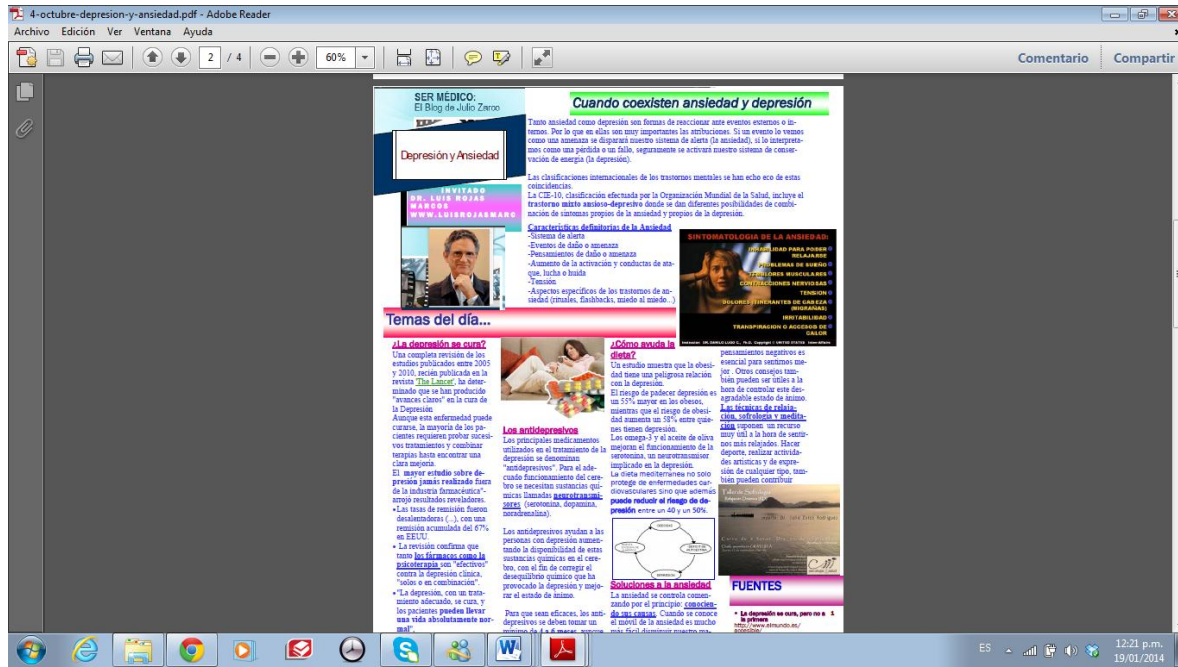 4-octubre-depresion-y-ansiedad.pdf - Adobe Reader
Archivo Edición Ver Ventana Ayuda
2 / 4
60%
Comentario Compartir
SER MÉDICO:
El Blog de Julio Zarco
Depresión y Ansiedad
INVITADO
DR. LUIS ROJAS
MARCOS
WWW.LUISROJASMARC
Cuando coexisten ansiedad y depresión
Tanto ansiedad como depresión son formas de reaccionar ante eventos externos o in-
ternos. Por lo que en ellas son muy importantes las atribuciones. Si un evento lo vemos
como una amenaza se disparará nuestro sistema de alerta (la ansiedad), si lo interpreta-
mos como una pérdida o un fallo, seguramente se activará nuestro sistema de conser-
vación de energía (la depresión).
Las clasificaciones internacionales de los trastornos mentales se han echo eco de estas
coincidencias.
La CIE-10, clasificación efectuada por la Organización Mundial de la Salud, incluye el
trastorno mixto ansioso-depresivo donde se dan diferentes posibilidades de combi-
nación de síntomas propios de la ansiedad y propios de la depresión.
Características definitorias de la Ansiedad
-Sistema de alerta
-Eventos de daño o amenaza
-Pensamientos de daño o amenaza
-Aumento de la activación y conductas de ata-
que, lucha o huida
-Tensión
-Aspectos específicos de los trastornos de an-
siedad (rituales, flashbacks, miedo al miedo...)
SINTOMATOLOGIA DE LA ANSIEDAD:
INHABILIDAD PARA PODER
RELAJARSE
PROBLEMAS DE SUEÑO
TEMBLORES MUSCULARES
CONTRACCIONES NERVIOSAS
TENSION
DOLORES ITINERANTES DE CABEZA
(MIGRAÑAS)
IRRITABILIDAD
TRANSPIRACION O ACCESOS DE
CALOR
Temas del día...
¿La depresión se cura?
Una completa revisión de los
estudios publicados entre 2005
y 2010, recién publicada en la
revista 'The Lancet', ha deter-
minado que se han producido
"avances claros" en la cura de
la Depresión
Aunque esta enfermedad puede
curarse, la mayoría de los pa-
cientes requieren probar sucesi-
vos tratamientos y combinar
terapias hasta encontrar una
clara mejoría.
El mayor estudio sobre de-
presión jamás realizado fuera
de la industria farmacéutica"-
arrojó resultados reveladores.
•Las tasas de remisión fueron
desalentadoras (...), con una
remisión acumulada del 67%
en EEUU.
• La revisión confirma que
tanto los fármacos como la
psicoterapia son "efectivos"
contra la depresión clínica,
"solos o en combinación".
•"La depresión, con un trata-
miento adecuado, se cura, y
los pacientes pueden llevar
una vida absolutamente nor-
mal".
Los antidepresivos
Los principales medicamentos
utilizados en el tratamiento de la
depresión se denominan
"antidepresivos". Para el ade-
cuado funcionamiento del cere-
bro se necesitan sustancias quí-
micas llamadas neurotransmi-
sores (serotonina, dopamina,
noradrenalina).
Los antidepresivos ayudan a las
personas con depresión aumen-
tando la disponibilidad de estas
sustancias químicas en el cere-
bro, con el fin de corregir el
desequilibrio químico que ha
provocado la depresión y mejo-
rar el estado de ánimo.
Para que sean eficaces, los anti-
depresivos se deben tomar un
mínimo de 4 a 6 meses, aunque
¿Cómo ayuda la
dieta?
Un estudio muestra que la obesi-
dad tiene una peligrosa relación
con la depresión.
El riesgo de padecer depresión es
un 55% mayor en los obesos,
mientras que el riesgo de obesi-
dad aumenta un 58% entre quie-
nes tienen depresión.
Los omega-3 y el aceite de oliva
mejoran el funcionamiento de la
serotonina, un neurotransmisor
implicado en la depresión.
La dieta mediterránea no solo
protege de enfermedades car-
diovasculares sino que además
puede reducir el riesgo de de-
presión entre un 40 y un 50%.
Soluciones a la ansiedad
La ansiedad se controla comen-
zando por el principio: conocien-
do sus causas. Cuando se conoce
el móvil de la ansiedad es mucho
más fácil disminuir nuestro ma-
pensamientos negativos es
esencial para sentirnos me-
jor . Otros consejos tam-
bién pueden ser útiles a la
hora de controlar este des-
agradable estado de ánimo.
Las técnicas de relaja-
ción, sofrología y medita-
ción suponen un recurso
muy útil a la hora de sentir-
nos más relajados. Hacer
deporte, realizar activida-
des artísticas y de expre-
sión de cualquier tipo, tam-
bién pueden contribuir
FUENTES
• La depresión se cura, pero no a 1
la primera
http://www.elmundo.es/
ES
12:21 p.m.
19/01/2014